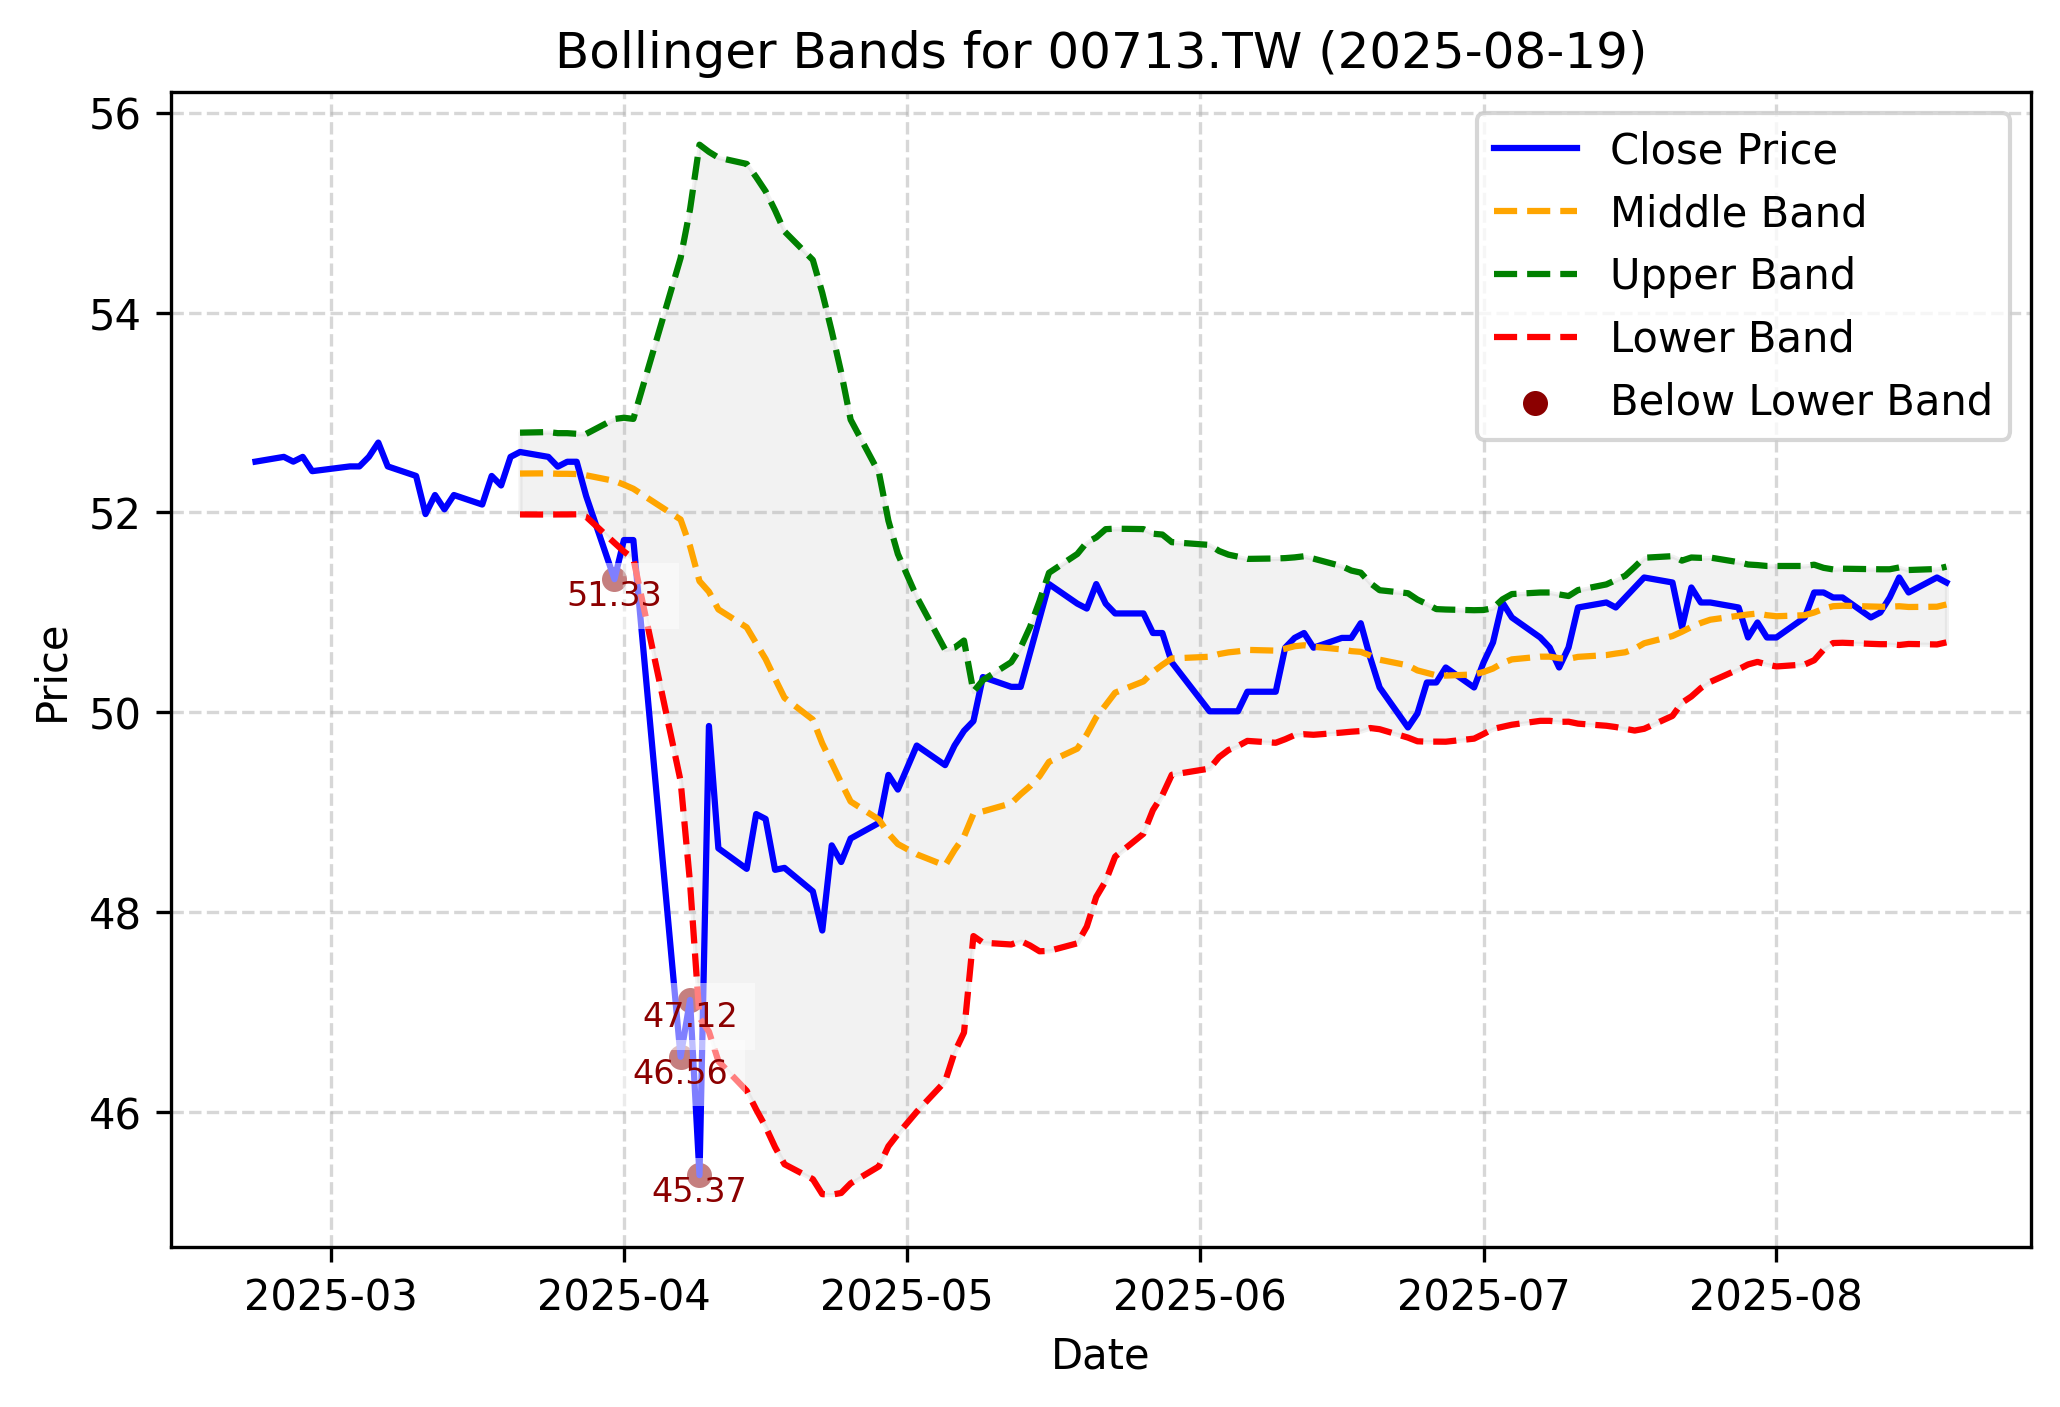 Bollinger Bands for 00713.TW (2025-08-19)
Close Price
Middle Band
Upper Band
Lower Band
Below Lower Band
Price
56
54
52
50
48
46
51.33
47.12
46.56
45.37
2025-03
2025-04
2025-05
2025-06
2025-07
2025-08
Date